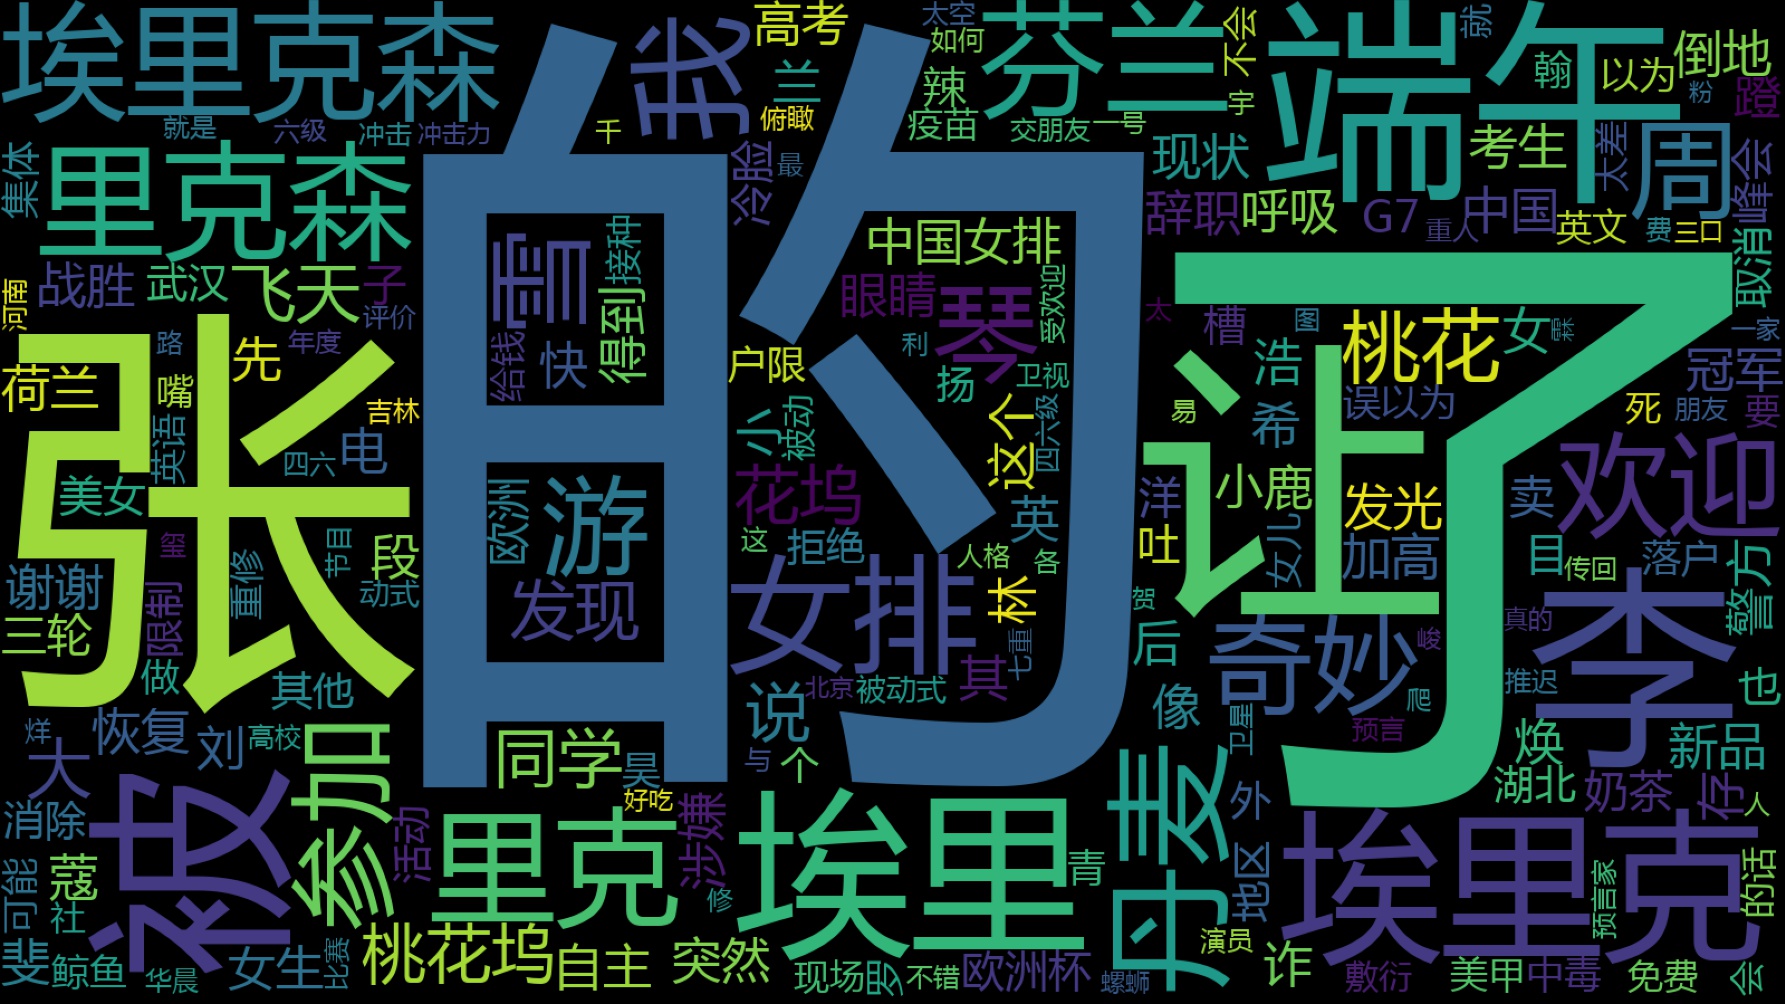 埃里克森
我
高考
太空
如何
芬兰
不会
端午
就
倒地
翰
以为
蹬
粉
兰
辣
俯瞰
疫苗
宇
交朋友
一号
就是
六级
冲击
冲击力
千
的
现状
考生
太差
周
峰会
集体
里克森
冷脸
最
辞职
呼吸
G7
重人
中国
英文
费
三口
取消
河南
战胜
武汉
飞天
子
评价
雪
接种
中国女排
眼睛
琴
受欢迎
了
太
槽
图
桃花
女
霖
一家
张
路
年度
先
给钱
快
得到
户限
利
扬
卫视
浩
冠军
荷兰
嘴
吉林
小
被动
这个
四六级
易
让
希
误以为
死
朋友
要
英语
四六
电
美女
欧洲
游
花坞
英
洋
小鹿
发光
卖
欢迎
玺
节目
段
这
拒绝
人格
各
吐
女儿
加高
目
传回
落户
警方
谢谢
限制
重修
动式
发现
女排
林
贺
三轮
七重
后
奇妙
峻
真的
李
做
其他
北京
被动式
其
像
爬
推迟
也
烊
大
恢复
刘
高校
参加
同学
昊
说
与
个
卫星
预言
焕
新品
消除
被
好吃
麦
丹
外
湖北
奶茶
存
人
可能
蔻
社
活动
里克
涉嫌
修
埃里
青
地区
埃里克
预言家
的话
斐
鲸鱼
华晨
女生
比赛
桃花坞
自主
突然
现场
罗
不错
欧洲杯
螺蛳
演员
诈
敷衍
美甲
中毒
免费
会